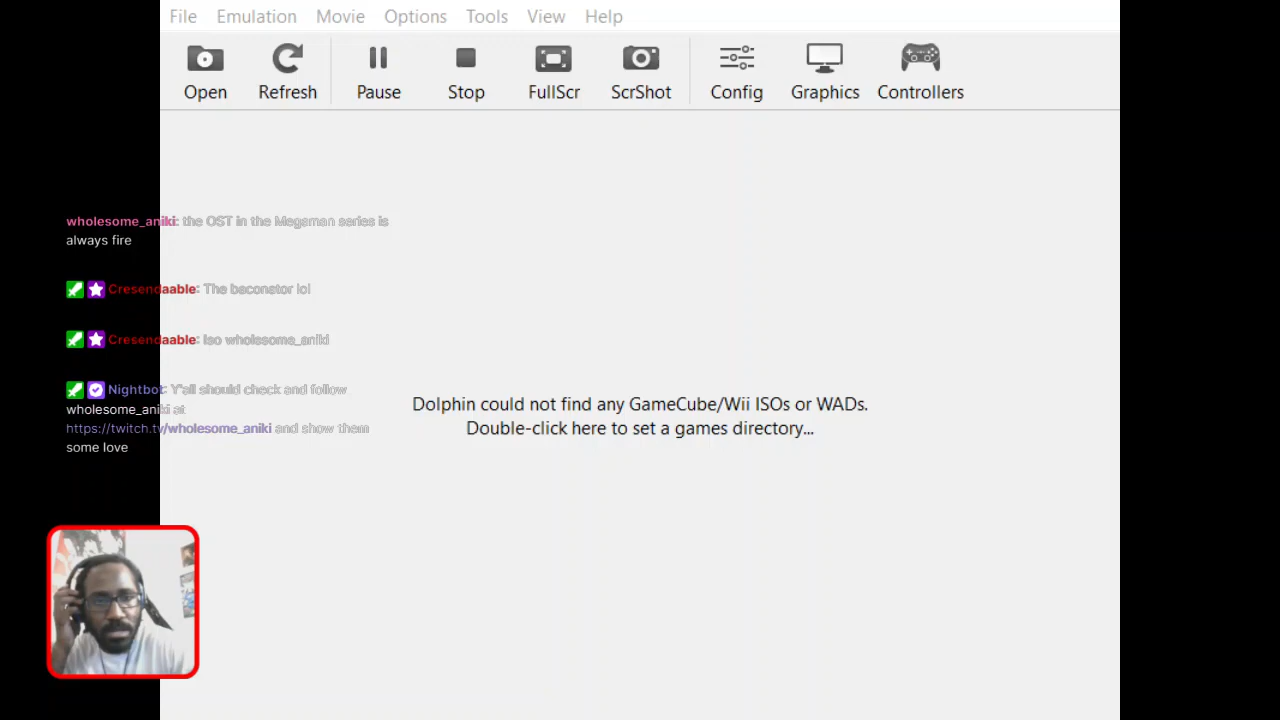 File Emulation Movie Options Tools View Help
Open Refresh Pause Stop FullScr ScrShot Config Graphics Controllers
wholesome_aniki: the OST in the Megaman series is
always fire
Cresendaable: The baconator lol
Cresendaable: !so wholssome_aniki
Nightbot: Y'all should check and follow
wholesome_aniki at
https://twitch.tv/wholesome_aniki and show them
some love
Dolphin could not find any GameCube/Wii ISOs or WADs.
Double-click here to set a games directory...